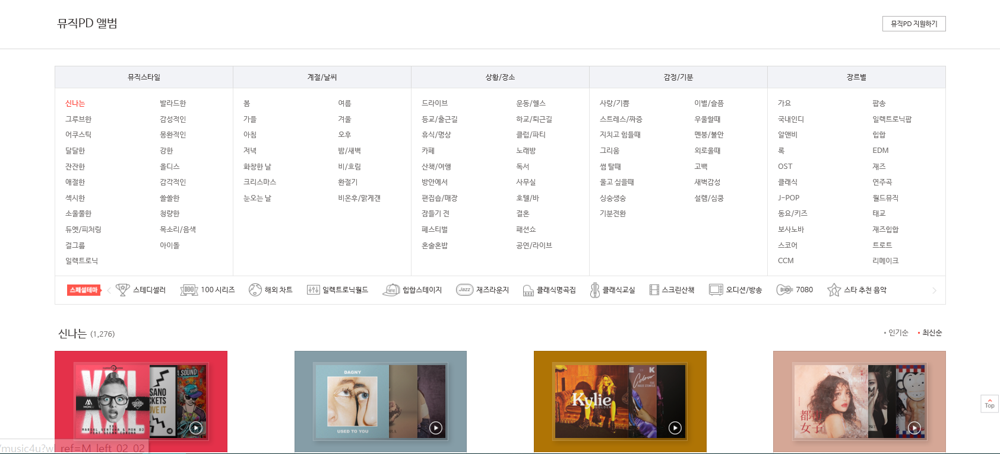 뮤직PD 앨범
뮤직PD 지원하기
뮤직스타일 계절/날씨 상황/장소 감정/기분 장르별
신나는 발라드한 봄 여름 드라이브 운동/헬스 사랑/기쁨 이별/슬픔 가요 팝송
그루브한 감성적인 가을 겨울 등교/출근길 하교/퇴근길 스트레스/짜증 우울할때 국내인디 일렉트로닉팝
어쿠스틱 몽환적인 아침 오후 휴식/명상 클럽/파티 지치고 힘들때 멘붕/불안 알앤비 힙합
달달한 강한 저녁 밤/새벽 카페 노래방 그리움 외로울때 록 EDM
잔잔한 올디스 화창한 날 비/흐림 산책/여행 독서 썸 탈때 고백 OST 재즈
애절한 감각적인 크리스마스 환절기 방안에서 사무실 울고 싶을때 새벽감성 클래식 연주곡
섹시한 쓸쓸한 눈오는 날 비온후/맑게갠 편집숍/매장 호텔/바 싱숭생숭 설렘/심쿵 J-POP 월드뮤직
소울풀한 청량한 잠들기 전 결혼 기분전환 동요/키즈 태교
듀엣/피처링 목소리/음색 페스티벌 패션쇼 보사노바 재즈힙합
걸그룹 아이돌 혼술혼밥 공연/라이브 스코어 트로트
일렉트로닉 CCM 리메이크
스페셜테마 스테디셀러 100 100 시리즈 해외 차트 일렉트로닉월드 힙합스테이지 Jazz 재즈라운지 클래식명곡집 클래식교실 스크린산책 오디션/방송 7080 스타 추천 음악
신나는 (1,276)
인기순 최신순
XXL
MARCAL VENTURA & MON DJ
DAGNY
USED TO YOU
Kylie
GOLDEN
都
女子
Top
/music4u?wl_ref=M_left_02_02